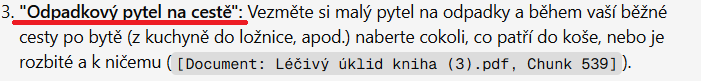 3. "Odpadkový pytel na cestě": Vezměte si malý pytel na odpadky a během vaší běžné
cesty po bytě (z kuchyně do ložnice, apod.) naberte cokoli, co patří do koše, nebo je
rozbité a k ničemu ( [Document: Léčivý úklid kniha (3).pdf, Chunk 539] ).